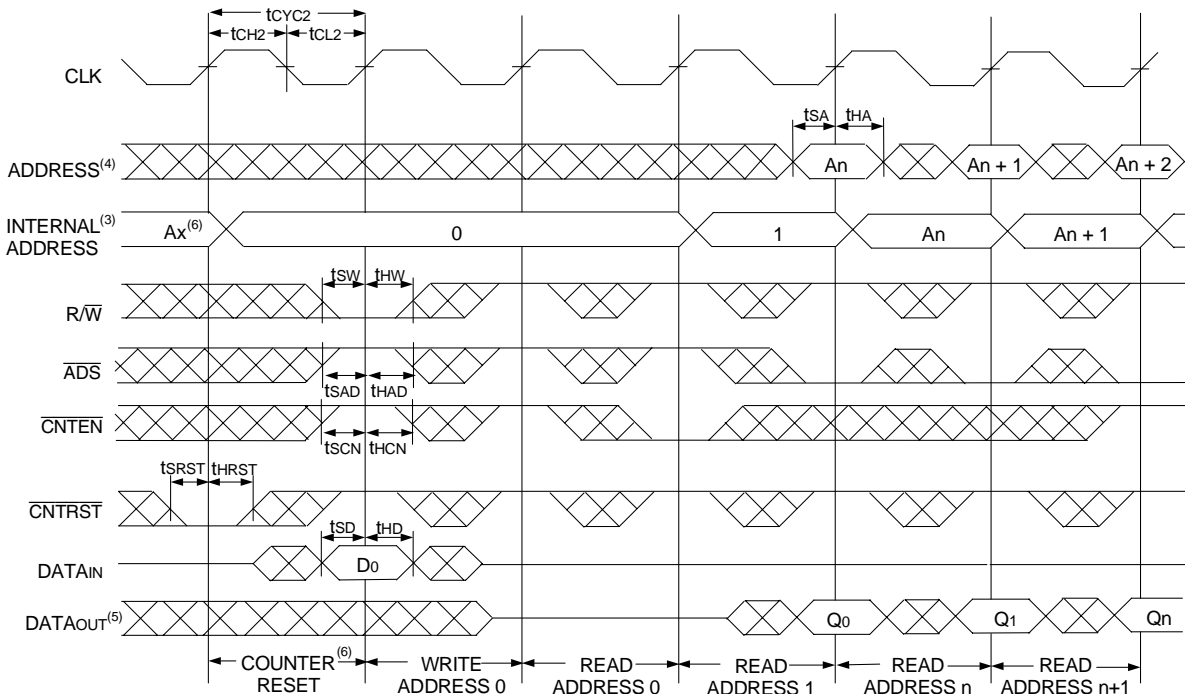 tCYC2
tCH2 tCL2
CLK
tSA tHA
ADDRESS(4) An An + 1 An + 2
INTERNAL(3) ADDRESS Ax(6) 0 1 An An + 1
tSW tHW
R/W
ADS
tSAD tHAD
CNTEN
tSCN tHCN
tSRST tHRST
CNTRST
tSD tHD
DATAIN D0
DATAOUT(5) Q0 Q1 Qn
COUNTER(6) RESET
WRITE ADDRESS 0
READ ADDRESS 0
READ ADDRESS 1
READ ADDRESS n
READ ADDRESS n+1